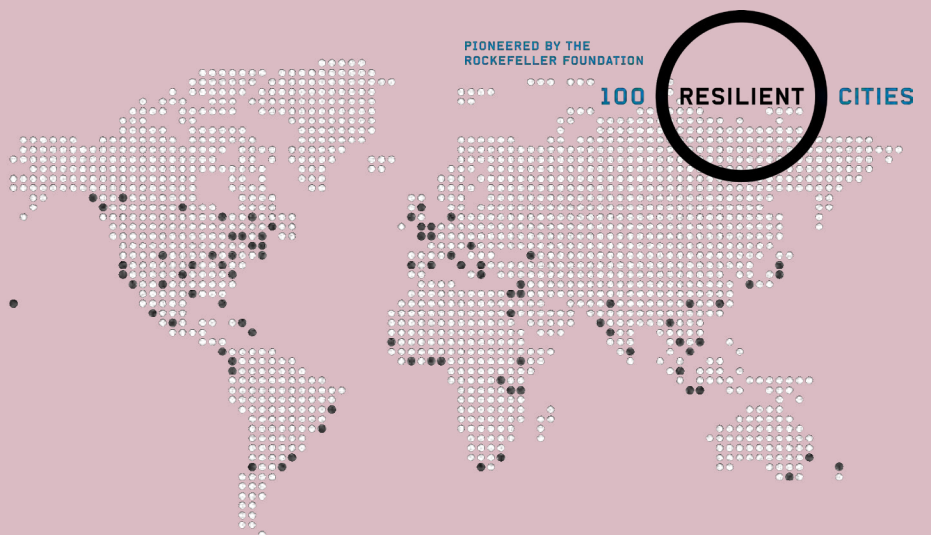 PIONEERED BY THE
ROCKEFELLER FOUNDATION
100 RESILIENT CITIES